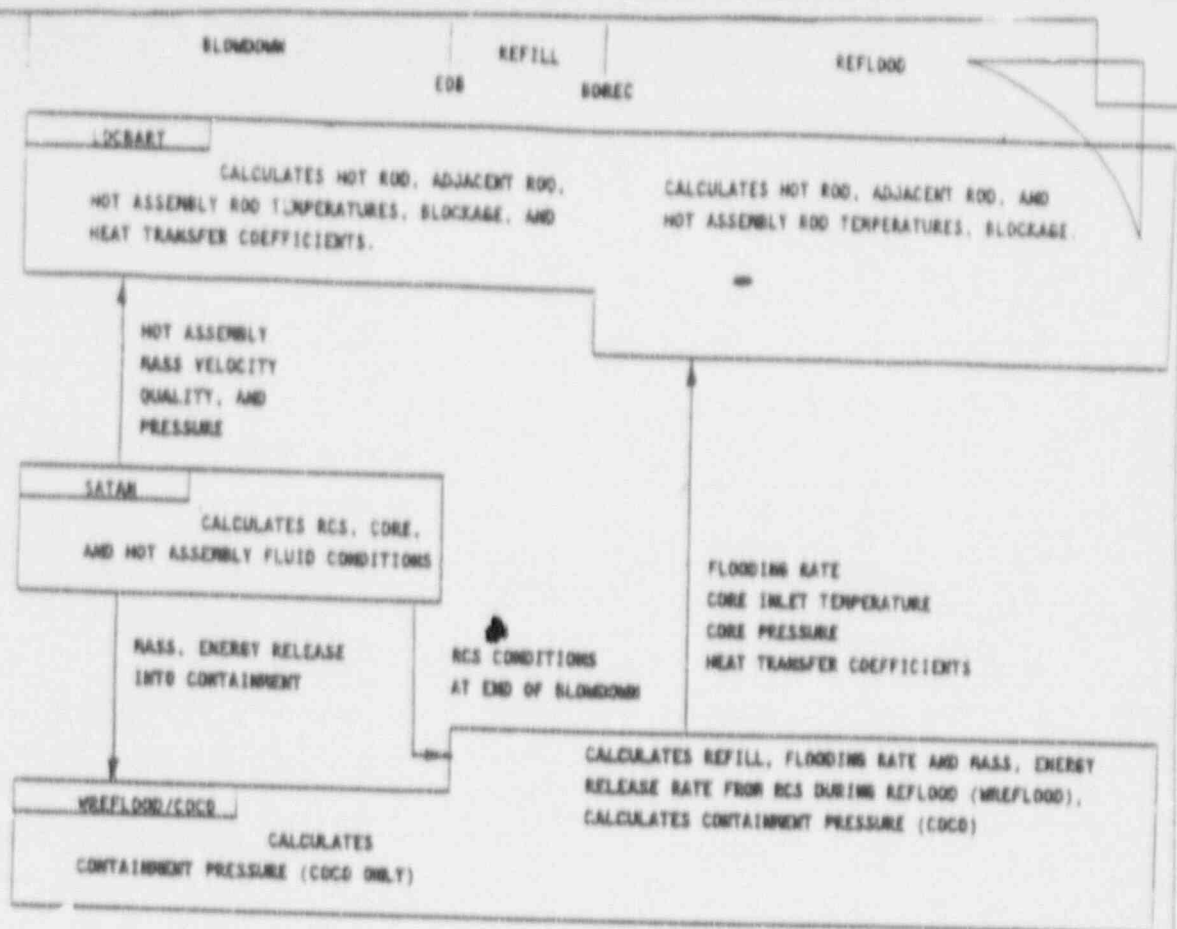 BLOWDOWN
REFILL
REFLOOD
EOB
BOREC
LOCBART
CALCULATES HOT ROD, ADJACENT ROD,
HOT ASSEMBLY ROD TEMPERATURES, BLOCKAGE, AND
HEAT TRANSFER COEFFICIENTS.
CALCULATES HOT ROD, ADJACENT ROD, AND
HOT ASSEMBLY ROD TEMPERATURES, BLOCKAGE.
HOT ASSEMBLY
MASS VELOCITY
QUALITY, AND
PRESSURE
SATAN
CALCULATES RCS, CORE,
AND HOT ASSEMBLY FLUID CONDITIONS
MASS, ENERGY RELEASE
INTO CONTAINMENT
RCS CONDITIONS
AT END OF BLOWDOWN
FLOODING RATE
CORE INLET TEMPERATURE
CORE PRESSURE
HEAT TRANSFER COEFFICIENTS
WREFLOOD/COCO
CALCULATES
CONTAINMENT PRESSURE (COCO ONLY)
CALCULATES REFILL, FLOODING RATE AND MASS, ENERGY
RELEASE RATE FROM RCS DURING REFLOOD (WREFLOOD),
CALCULATES CONTAINMENT PRESSURE (COCO)